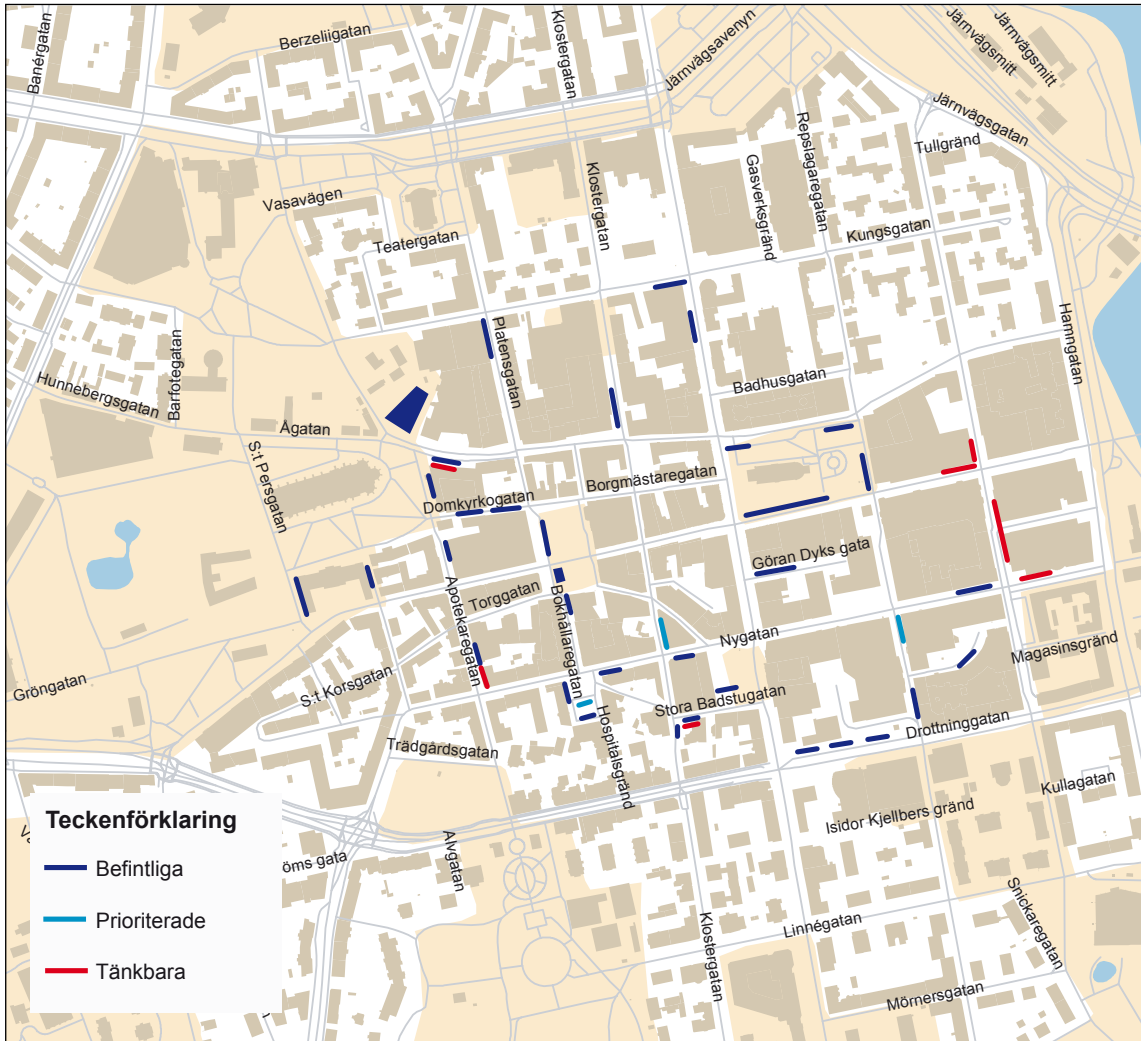 Banérgatan
Berzeliigatan
Klostergatan
Järnvägsavenyn
Järnvägsmitt
Järnvägsmitt
Järnvägsgatan
Tullgränd
Repslagaregatan
Gasverksgränd
Klostergatan
Vasavägen
Teatergatan
Kungsgatan
Hamngatan
Platensgatan
Barfotegatan
Hunnebergsgatan
Badhusgatan
Ågatan
S:t Persgatan
Borgmästaregatan
Domkyrkogatan
Göran Dyks gata
Torggatan
Apotekaregatan
Bokhållaregatan
Nygatan
Magasinsgränd
Gröngatan
S:t Korsgatan
Stora Badstugatan
Hospitalsgränd
Drottninggatan
Trädgårdsgatan
Kullagatan
Isidor Kjellbers gränd
Teckenförklaring
Befintliga
Prioriterade
Tänkbara
öms gata
Alvgatan
Linnégatan
Klostergatan
Snickaregatan
Mörnersgatan